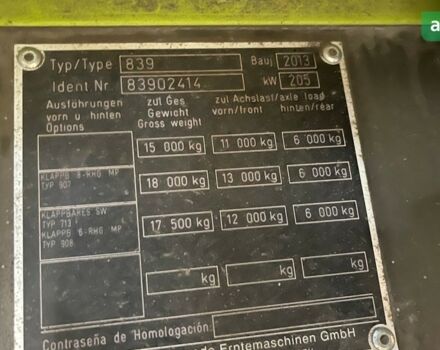 Typ/Type 839 Bauj 2013
Ident Nr 83902414 kW 205
Ausführungen
vorn u hinten
Options
zul Ges
Gewicht
Gross weight
zul Achslast/axle load
vorn/front hinten/rear
15 000 kg 11 000 kg 6 000 kg
KLAPPB 8-RHG MP
TYP 907
18 000 kg 13 000 kg 6 000 kg
KLAPPBARES SW
TYP 713
KLAPPB 6-RHG MP
TYP 908
17 500 kg 12 000 kg 6 000 kg
kg kg kg
Contraseña de Homologación
Erntemaschinen GmbH
a